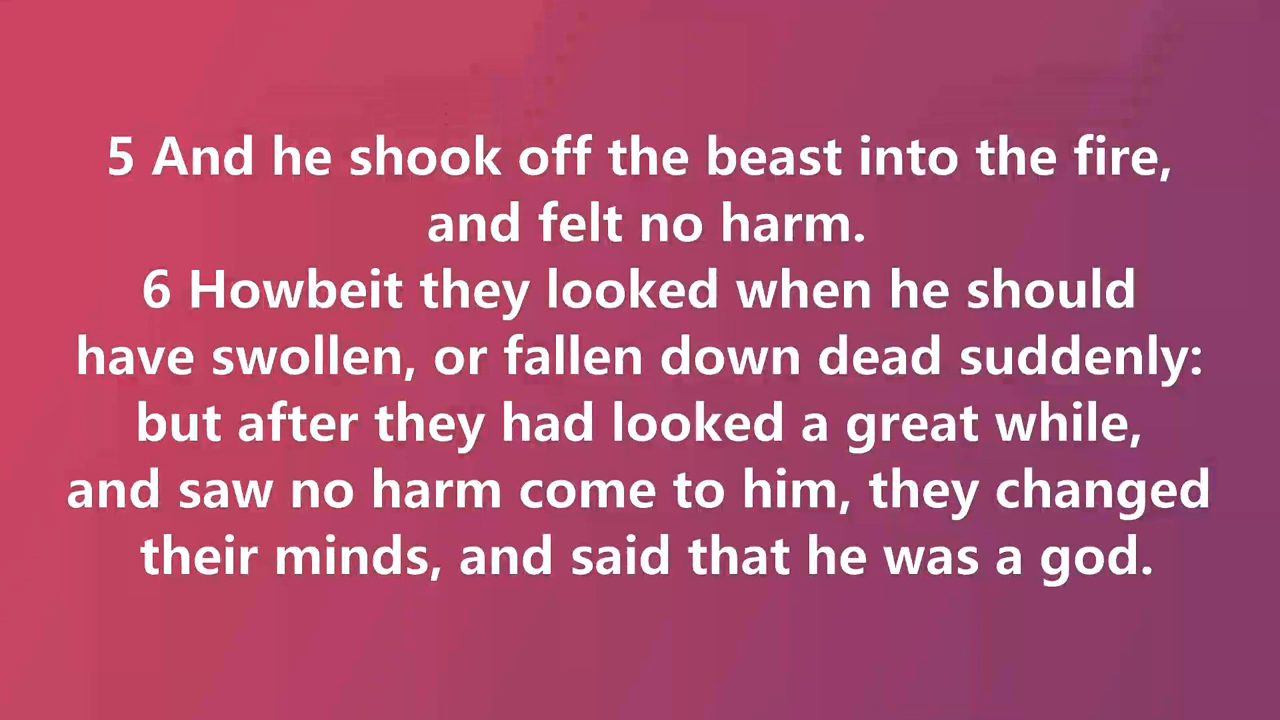 5 And he shook off the beast into the fire,
and felt no harm.
6 Howbeit they looked when he should
have swollen, or fallen down dead suddenly:
but after they had looked a great while,
and saw no harm come to him, they changed
their minds, and said that he was a god.